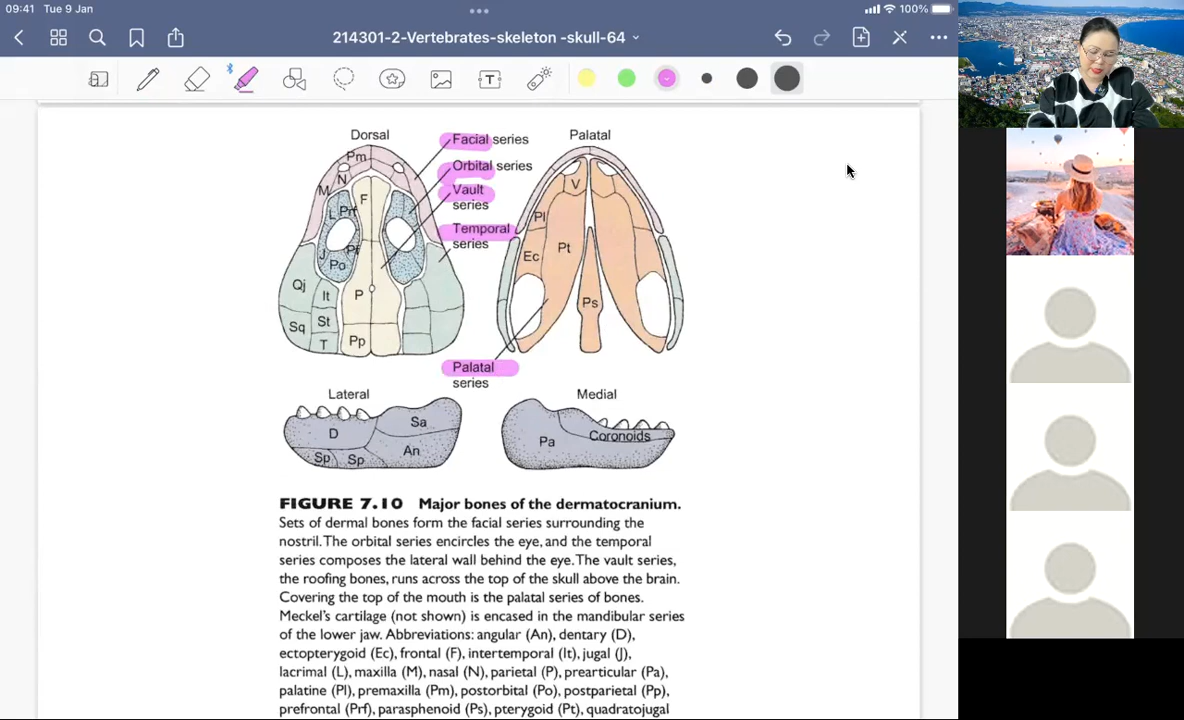 09:41 Tue 9 Jan
100%
214301-2-Vertebrates-skeleton -skull-64
T
Dorsal
Palatal
Facial series
Orbital series
Vault
series
Temporal
series
Pm
N
M
F
L
Prf
Pf
J
Po
Qj
It
P
Sq
St
T
Pp
V
Pl
Ec
Pt
Ps
Palatal
series
Lateral
Medial
D
Sa
Sp
Sp
An
Pa
Coronoids
FIGURE 7.10 Major bones of the dermatocranium.
Sets of dermal bones form the facial series surrounding the
nostril. The orbital series encircles the eye, and the temporal
series composes the lateral wall behind the eye. The vault series,
the roofing bones, runs across the top of the skull above the brain.
Covering the top of the mouth is the palatal series of bones.
Meckel's cartilage (not shown) is encased in the mandibular series
of the lower jaw. Abbreviations: angular (An), dentary (D),
ectopterygoid (Ec), frontal (F), intertemporal (It), jugal (J),
lacrimal (L), maxilla (M), nasal (N), parietal (P), prearticular (Pa),
palatine (Pl), premaxilla (Pm), postorbital (Po), postparietal (Pp),
prefrontal (Prf), parasphenoid (Ps), pterygoid (Pt), quadratojugal